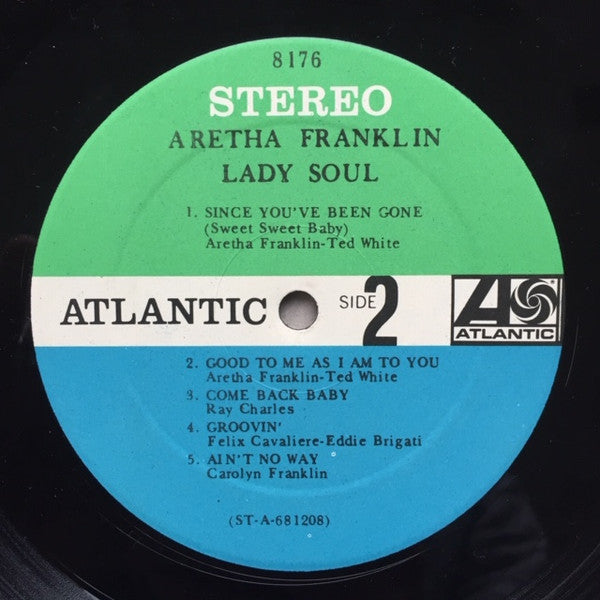 8176
STEREO
ARETHA FRANKLIN
LADY SOUL
1. SINCE YOU'VE BEEN GONE
(Sweet Sweet Baby)
Aretha Franklin-Ted White
ATLANTIC
SIDE 2
ATLANTIC
2. GOOD TO ME AS I AM TO YOU
Aretha Franklin-Ted White
3. COME BACK BABY
Ray Charles
4. GROOVIN'
Felix Cavaliere-Eddie Brigati
5. AIN'T NO WAY
Carolyn Franklin
(ST-A-681208)